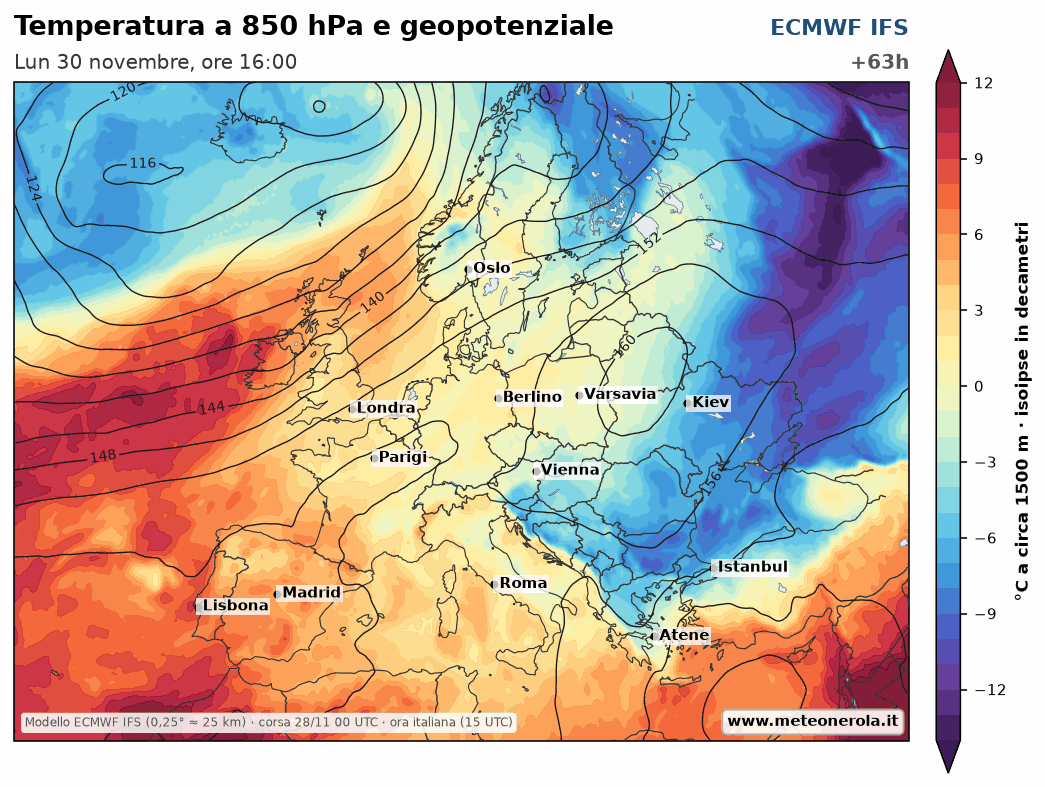 Temperatura a 850 hPa e geopotenziale
ECMWF IFS
Lun 30 novembre, ore 16:00
+63h
120
116
124
152
140
160
144
148
156
Oslo
Londra
Berlino
Varsavia
Kiev
Parigi
Vienna
Istanbul
Roma
Madrid
Lisbona
Atene
Modello ECMWF IFS (0,25° ≈ 25 km) · corsa 28/11 00 UTC · ora italiana (15 UTC)
www.meteonerola.it
12
9
6
3
0
−3
−6
−9
−12
°C a circa 1500 m · isoipse in decametri